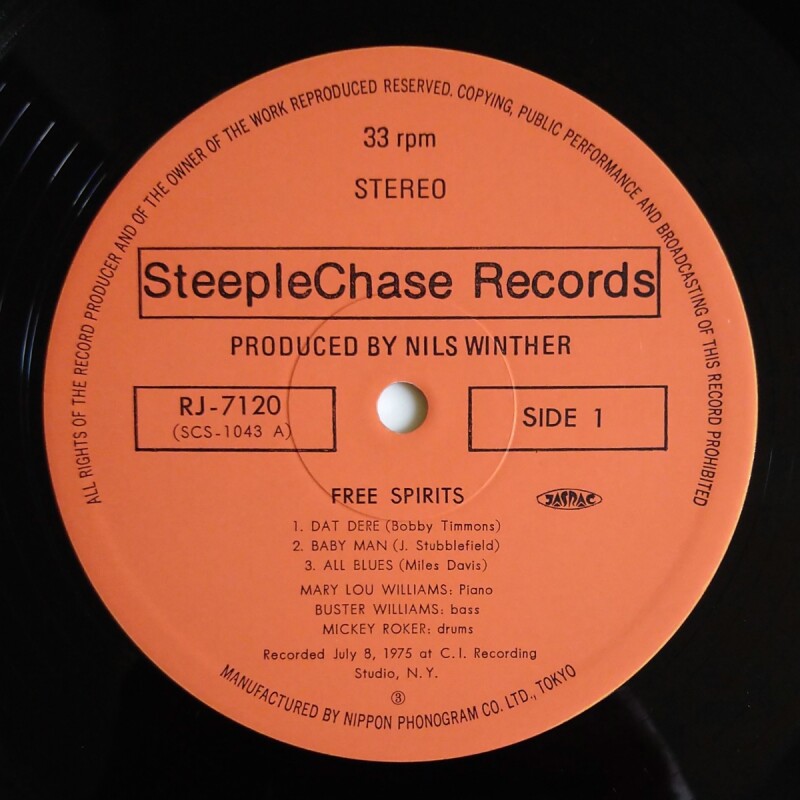 ALL RIGHTS OF THE RECORD PRODUCER AND OF THE OWNER OF THE WORK REPRODUCED RESERVED. COPYING, PUBLIC PERFORMANCE AND BROADCASTING OF THIS RECORD PROHIBITED
33 rpm
STEREO
SteepleChase Records
PRODUCED BY NILS WINTHER
RJ-7120
(SCS-1043 A)
SIDE 1
FREE SPIRITS
JASRAC
1. DAT DERE (Bobby Timmons)
2. BABY MAN (J. Stubblefield)
3. ALL BLUES (Miles Davis)
MARY LOU WILLIAMS: Piano
BUSTER WILLIAMS: bass
MICKEY ROKER: drums
Recorded July 8, 1975 at C.I. Recording
Studio, N.Y.
③
MANUFACTURED BY NIPPON PHONOGRAM CO. LTD., TOKYO